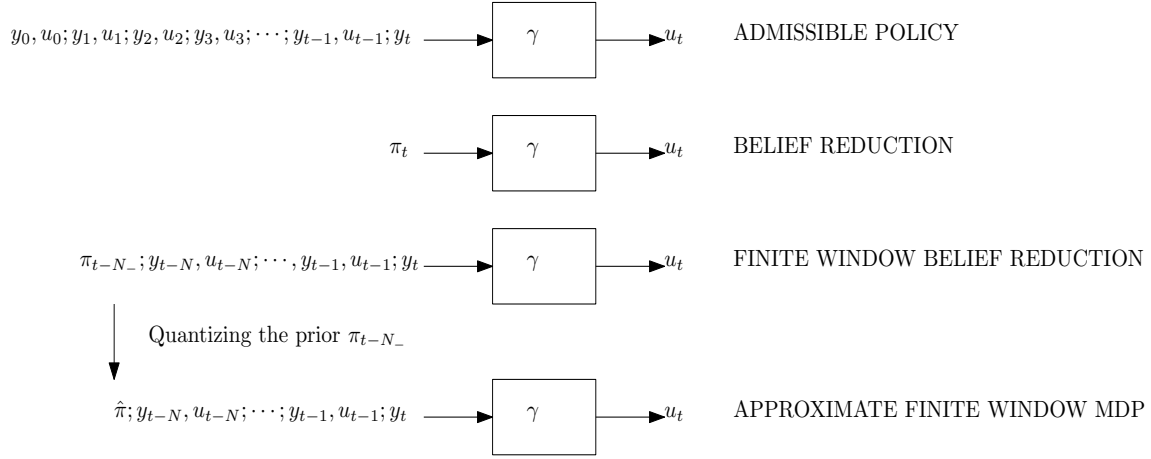 y_0, u_0; y_1, u_1; y_2, u_2; y_3, u_3; ⋯; y_{t−1}, u_{t−1}; y_t γ u_t ADMISSIBLE POLICY
π_t γ u_t BELIEF REDUCTION
π_{t−N_−}; y_{t−N}, u_{t−N}; ⋯, y_{t−1}, u_{t−1}; y_t γ u_t FINITE WINDOW BELIEF REDUCTION
Quantizing the prior π_{t−N_−}
π̂; y_{t−N}, u_{t−N}; ⋯; y_{t−1}, u_{t−1}; y_t γ u_t APPROXIMATE FINITE WINDOW MDP